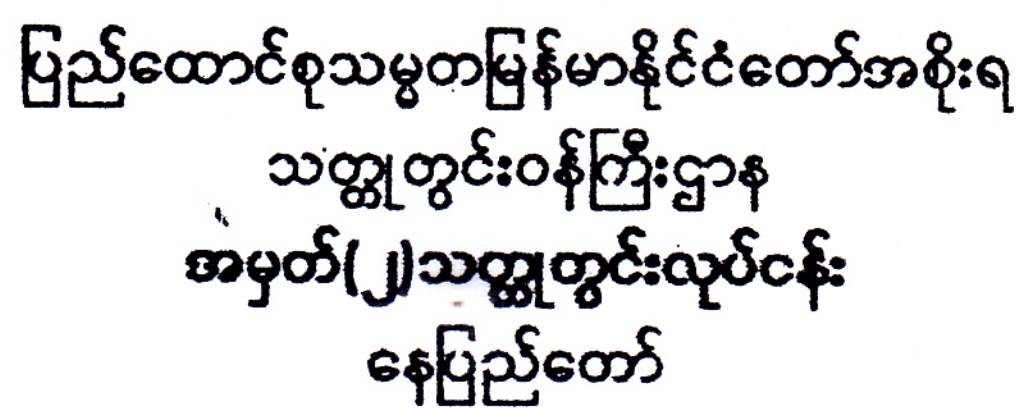 ပြည်ထောင်စုသမ္မတမြန်မာနိုင်ငံတော်အစိုးရ
သတ္တုတွင်းဝန်ကြီးဌာန
အမှတ်(၂)သတ္တုတွင်းလုပ်ငန်း
နေပြည်တော်